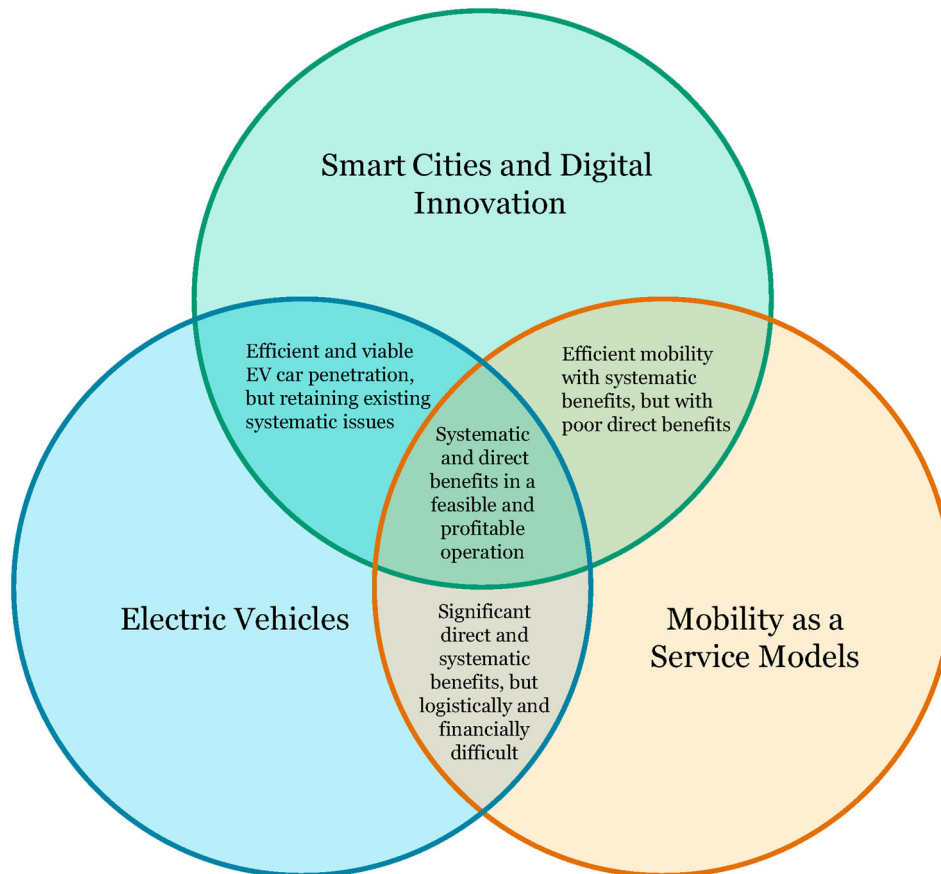 Smart Cities and Digital
Innovation
Efficient and viable
EV car penetration,
but retaining existing
systematic issues
Efficient mobility
with systematic
benefits, but with
poor direct benefits
Systematic
and direct
benefits in a
feasible and
profitable
operation
Electric Vehicles
Significant
direct and
systematic
benefits, but
logistically and
financially
difficult
Mobility as a
Service Models